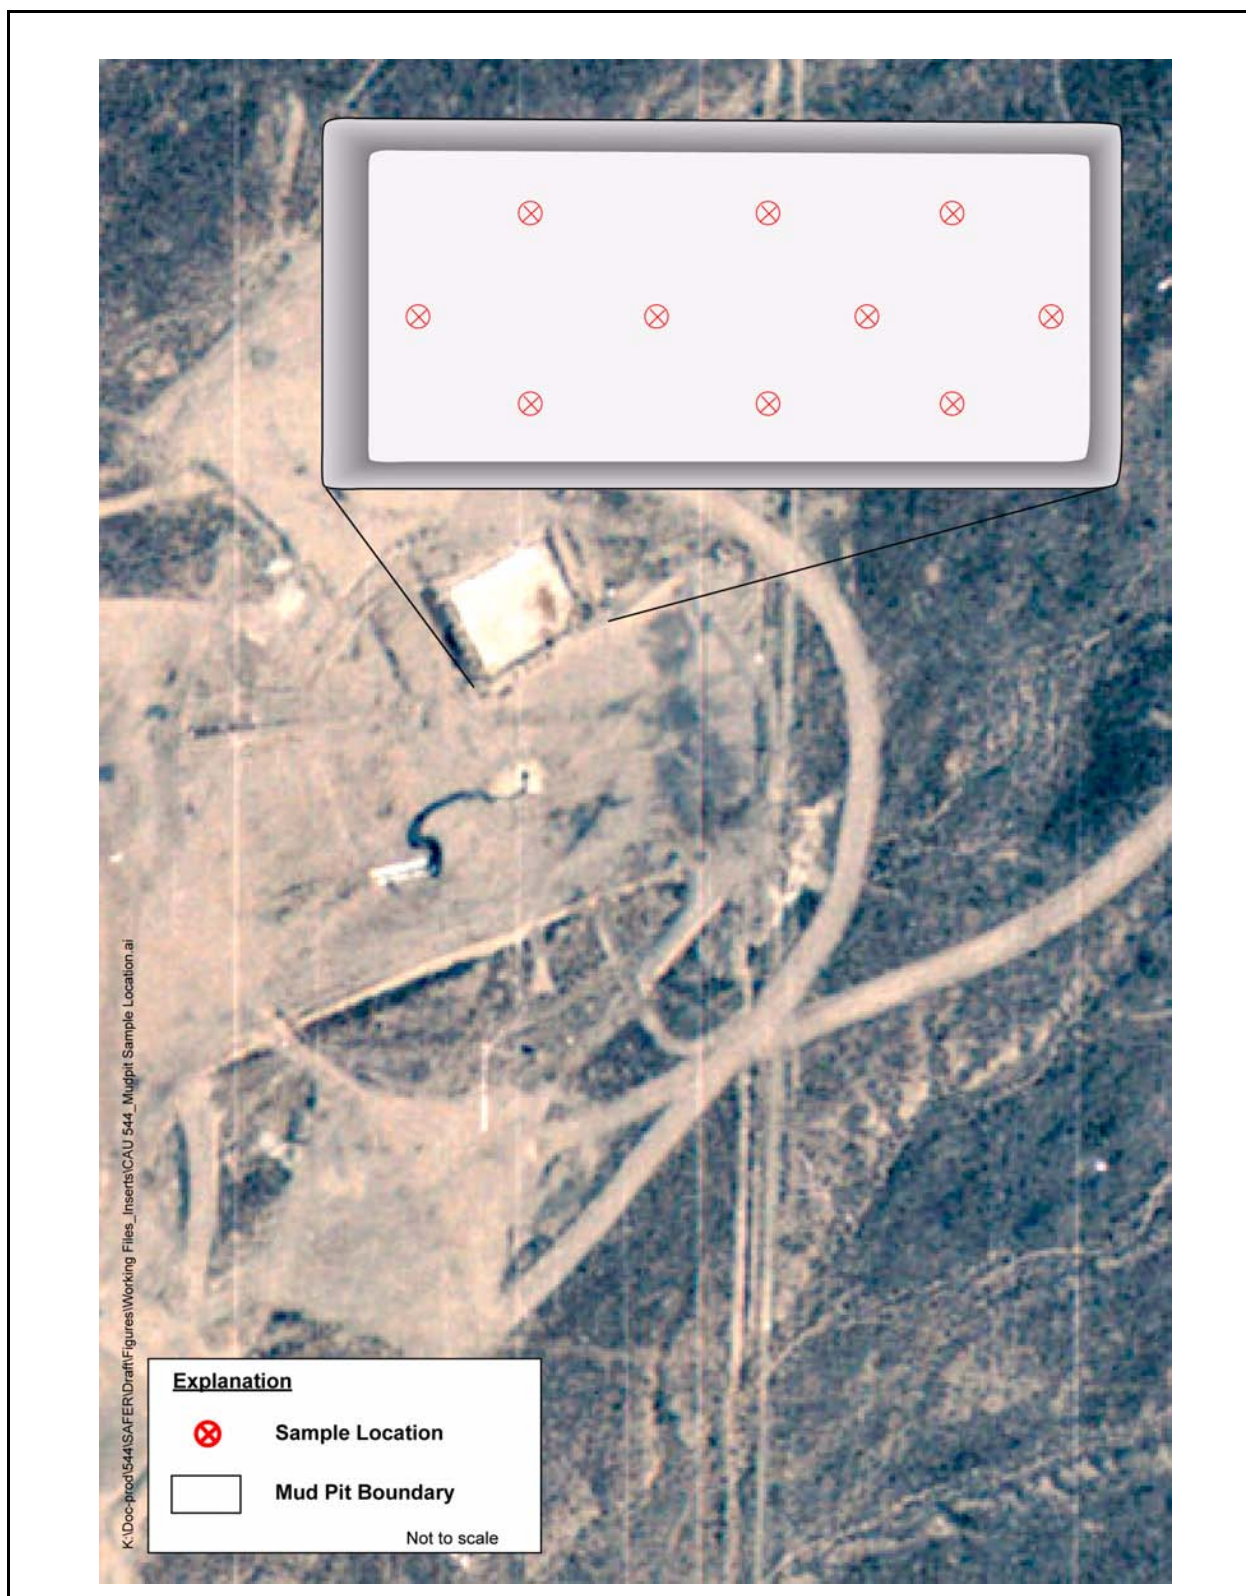 K:\Doc-prod\544\SAFER\Draft\Figures\Working Files_Inserts\CAU 544_Mudpit Sample Location.ai
Explanation
Sample Location
Mud Pit Boundary
Not to scale